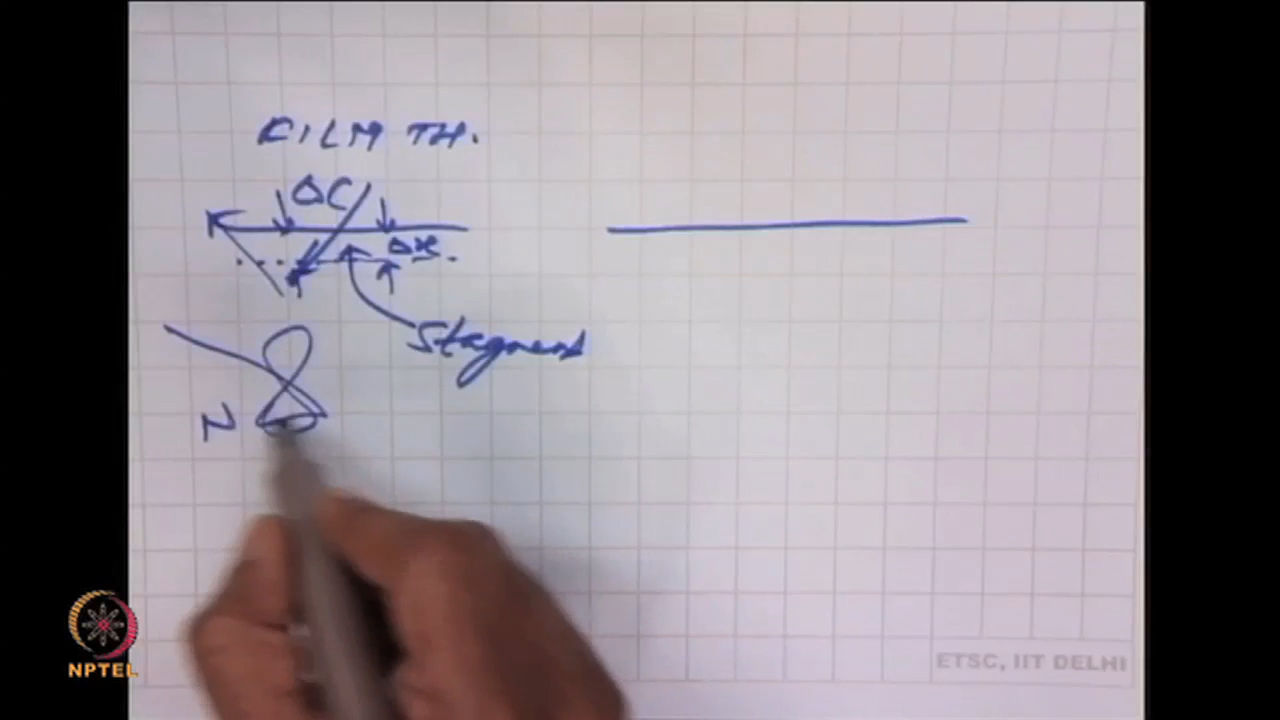 FILM TH.
ΔC
Δx.
Stagnant
N
NPTEL
ETSC, IIT DELHI